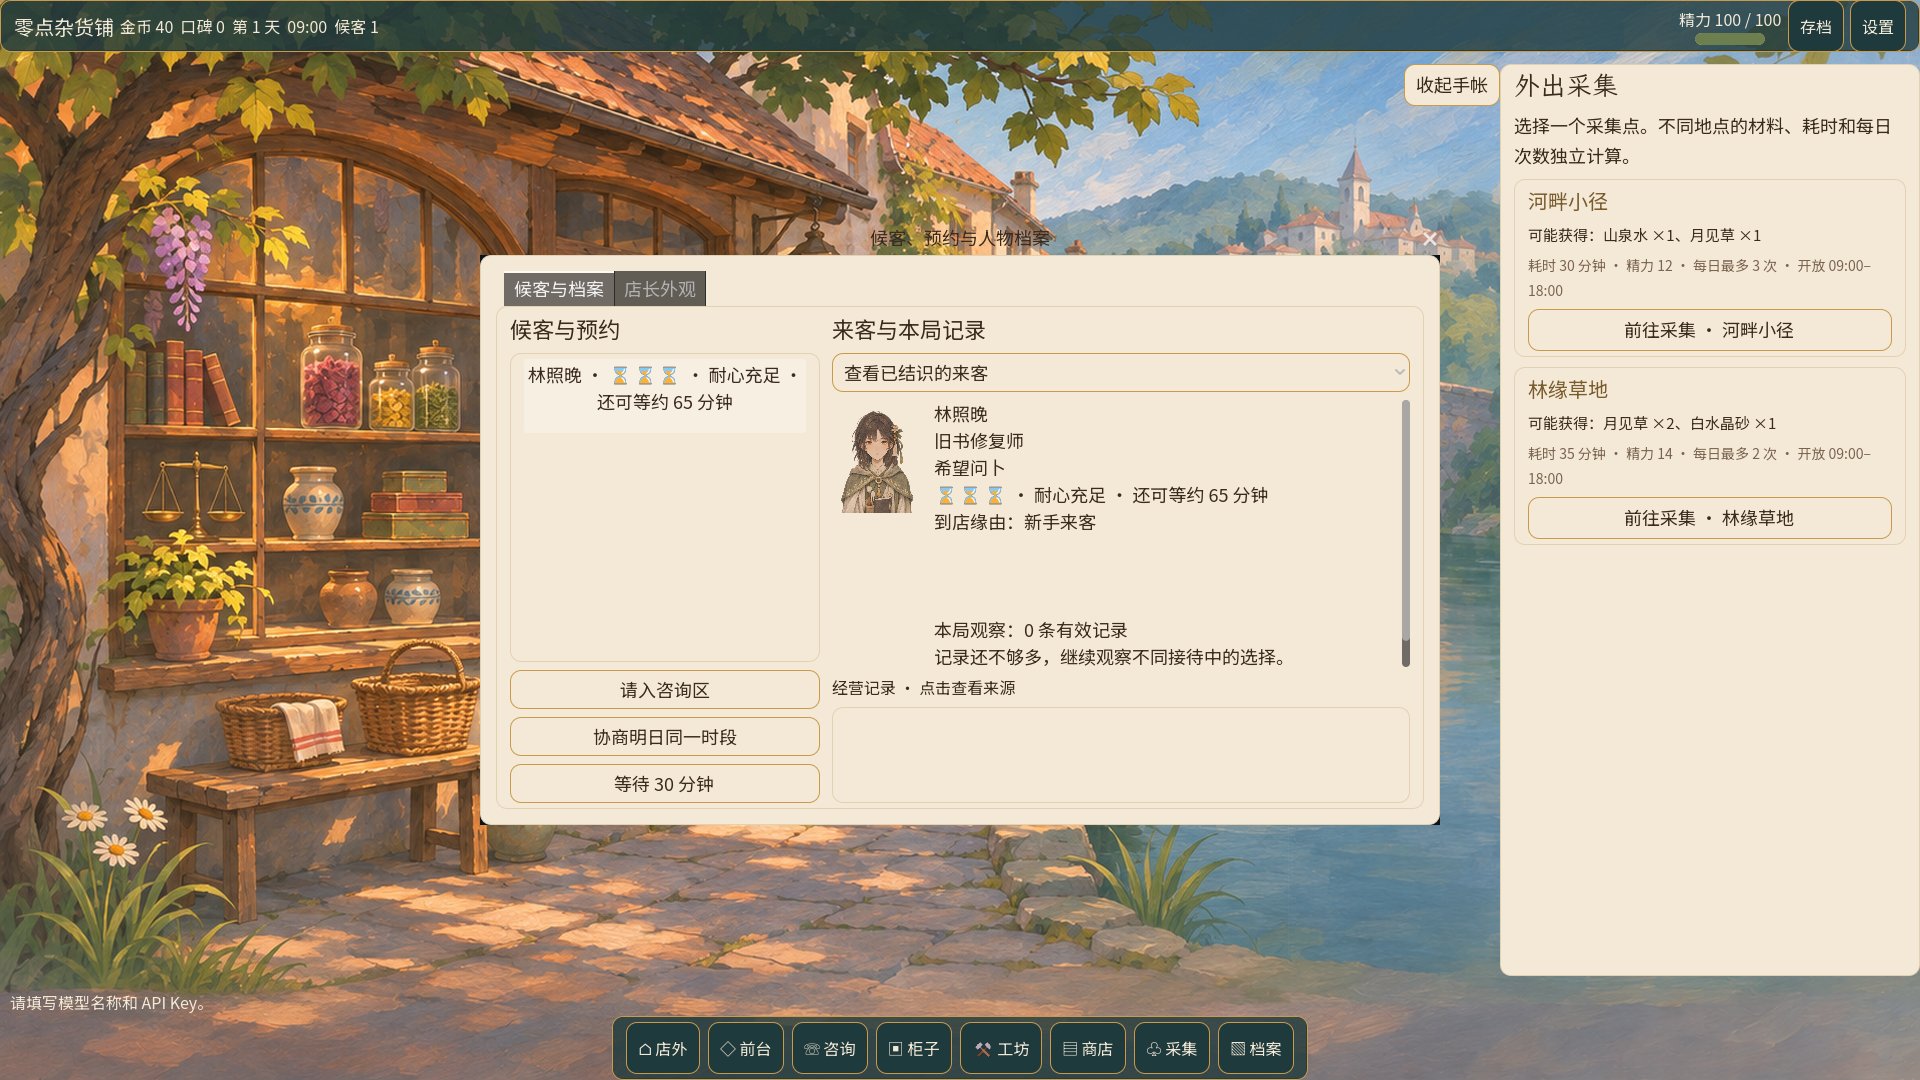 零点杂货铺 金币 40 口碑 0 第 1 天 09:00 候客 1
精力 100 / 100
存档
设置
收起手帐
外出采集
选择一个采集点。不同地点的材料、耗时和每日
次数独立计算。
河畔小径
可能获得：山泉水 ×1、月见草 ×1
耗时 30 分钟 · 精力 12 · 每日最多 3 次 · 开放 09:00–
18:00
前往采集 · 河畔小径
林缘草地
可能获得：月见草 ×2、白水晶砂 ×1
耗时 35 分钟 · 精力 14 · 每日最多 2 次 · 开放 09:00–
18:00
前往采集 · 林缘草地
候客、预约与人物档案
候客与档案
店长外观
候客与预约
林照晚 · ⏳⏳⏳ · 耐心充足 ·
还可等约 65 分钟
请入咨询区
协商明日同一时段
等待 30 分钟
来客与本局记录
查看已结识的来客
林照晚
旧书修复师
希望问卜
⏳⏳⏳ · 耐心充足 · 还可等约 65 分钟
到店缘由：新手来客
本局观察：0 条有效记录
记录还不够多，继续观察不同接待中的选择。
经营记录 · 点击查看来源
请填写模型名称和 API Key。
店外
前台
咨询
柜子
工坊
商店
采集
档案